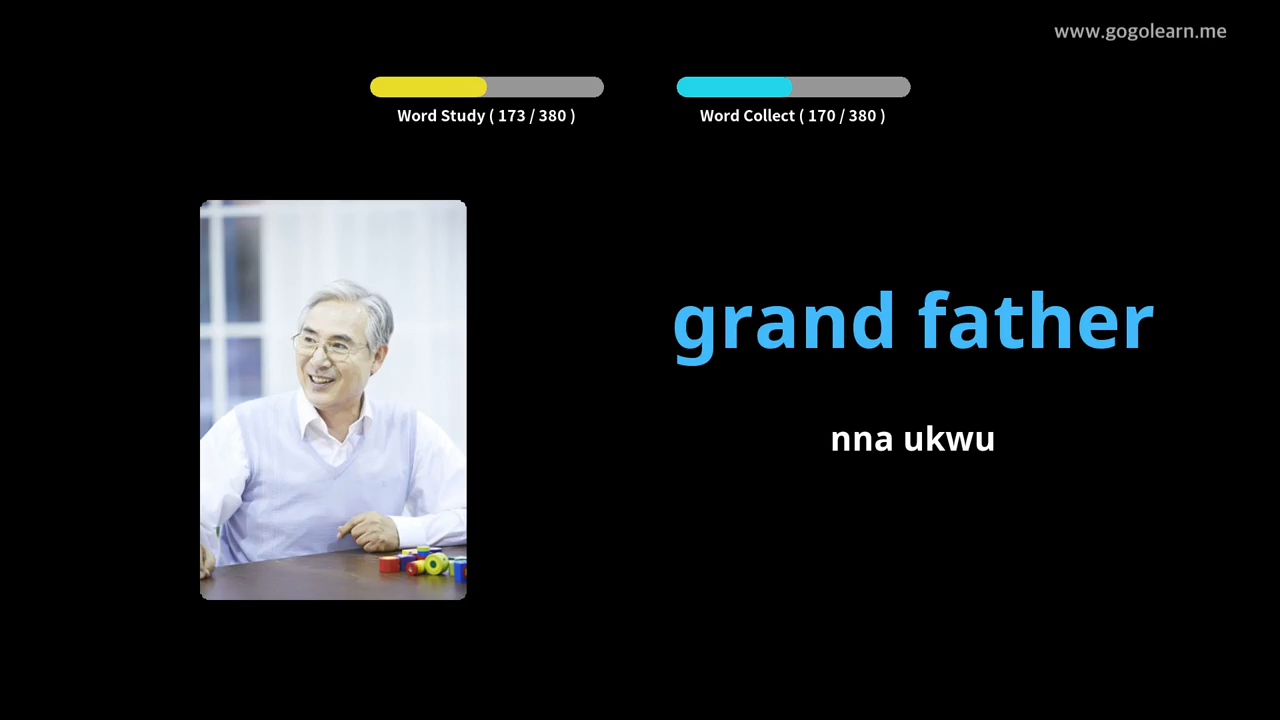 www.gogolearn.me
Word Study ( 173 / 380 )
Word Collect ( 170 / 380 )
grand father
nna ukwu